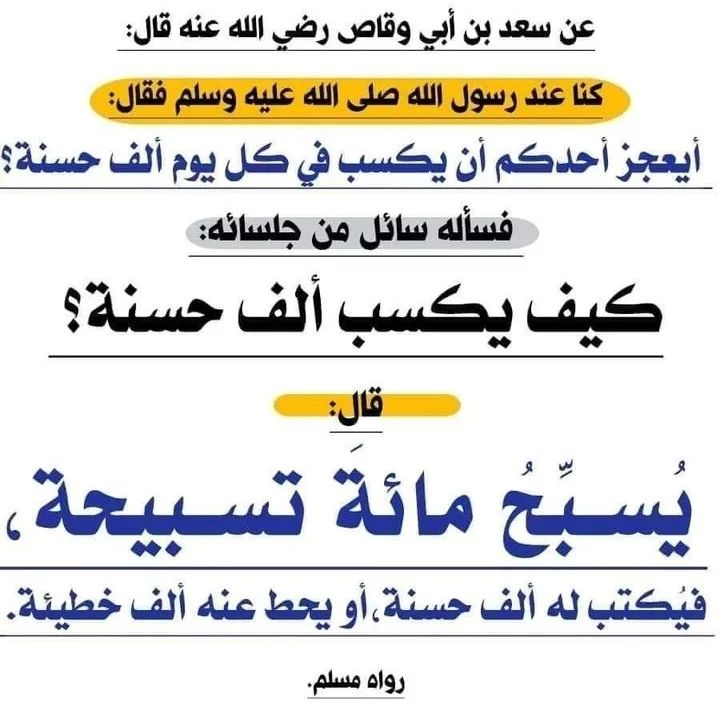 عن سعد بن أبي وقاص رضي الله عنه قال:
كنا عند رسول الله صلى الله عليه وسلم فقال:
أيعجز أحدكم أن يكسب في كل يوم ألف حسنة؟
فسأله سائل من جلسائه:
كيف يكسب ألف حسنة؟
قال:
يُسبِّحُ مائةَ تسبيحة،
فيُكتب له ألف حسنة،أو يحط عنه ألف خطيئة.
رواه مسلم.